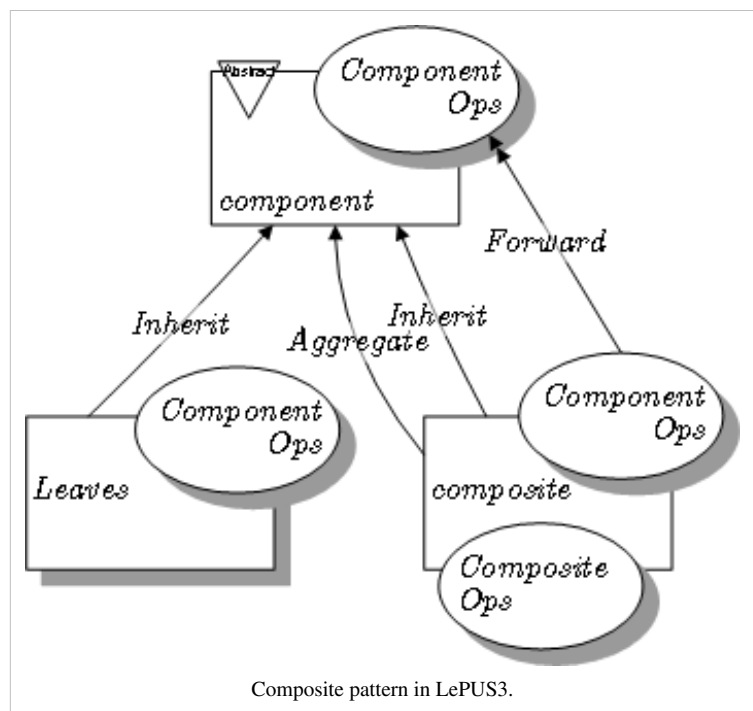 Abstract
Component
Ops
component
Forward
Inherit
Inherit
Aggregate
Component
Ops
Component
Ops
Leaves
composite
Composite
Ops
Composite pattern in LePUS3.